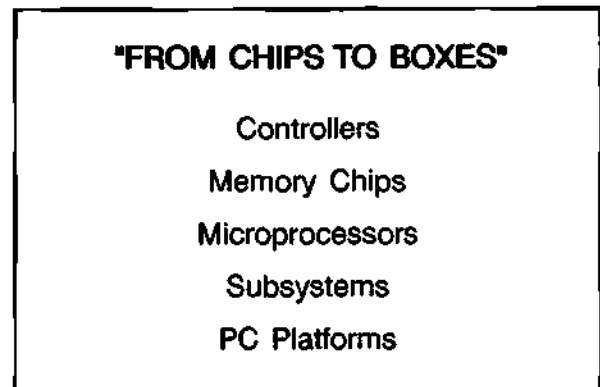 "FROM CHIPS TO BOXES"
Controllers
Memory Chips
Microprocessors
Subsystems
PC Platforms